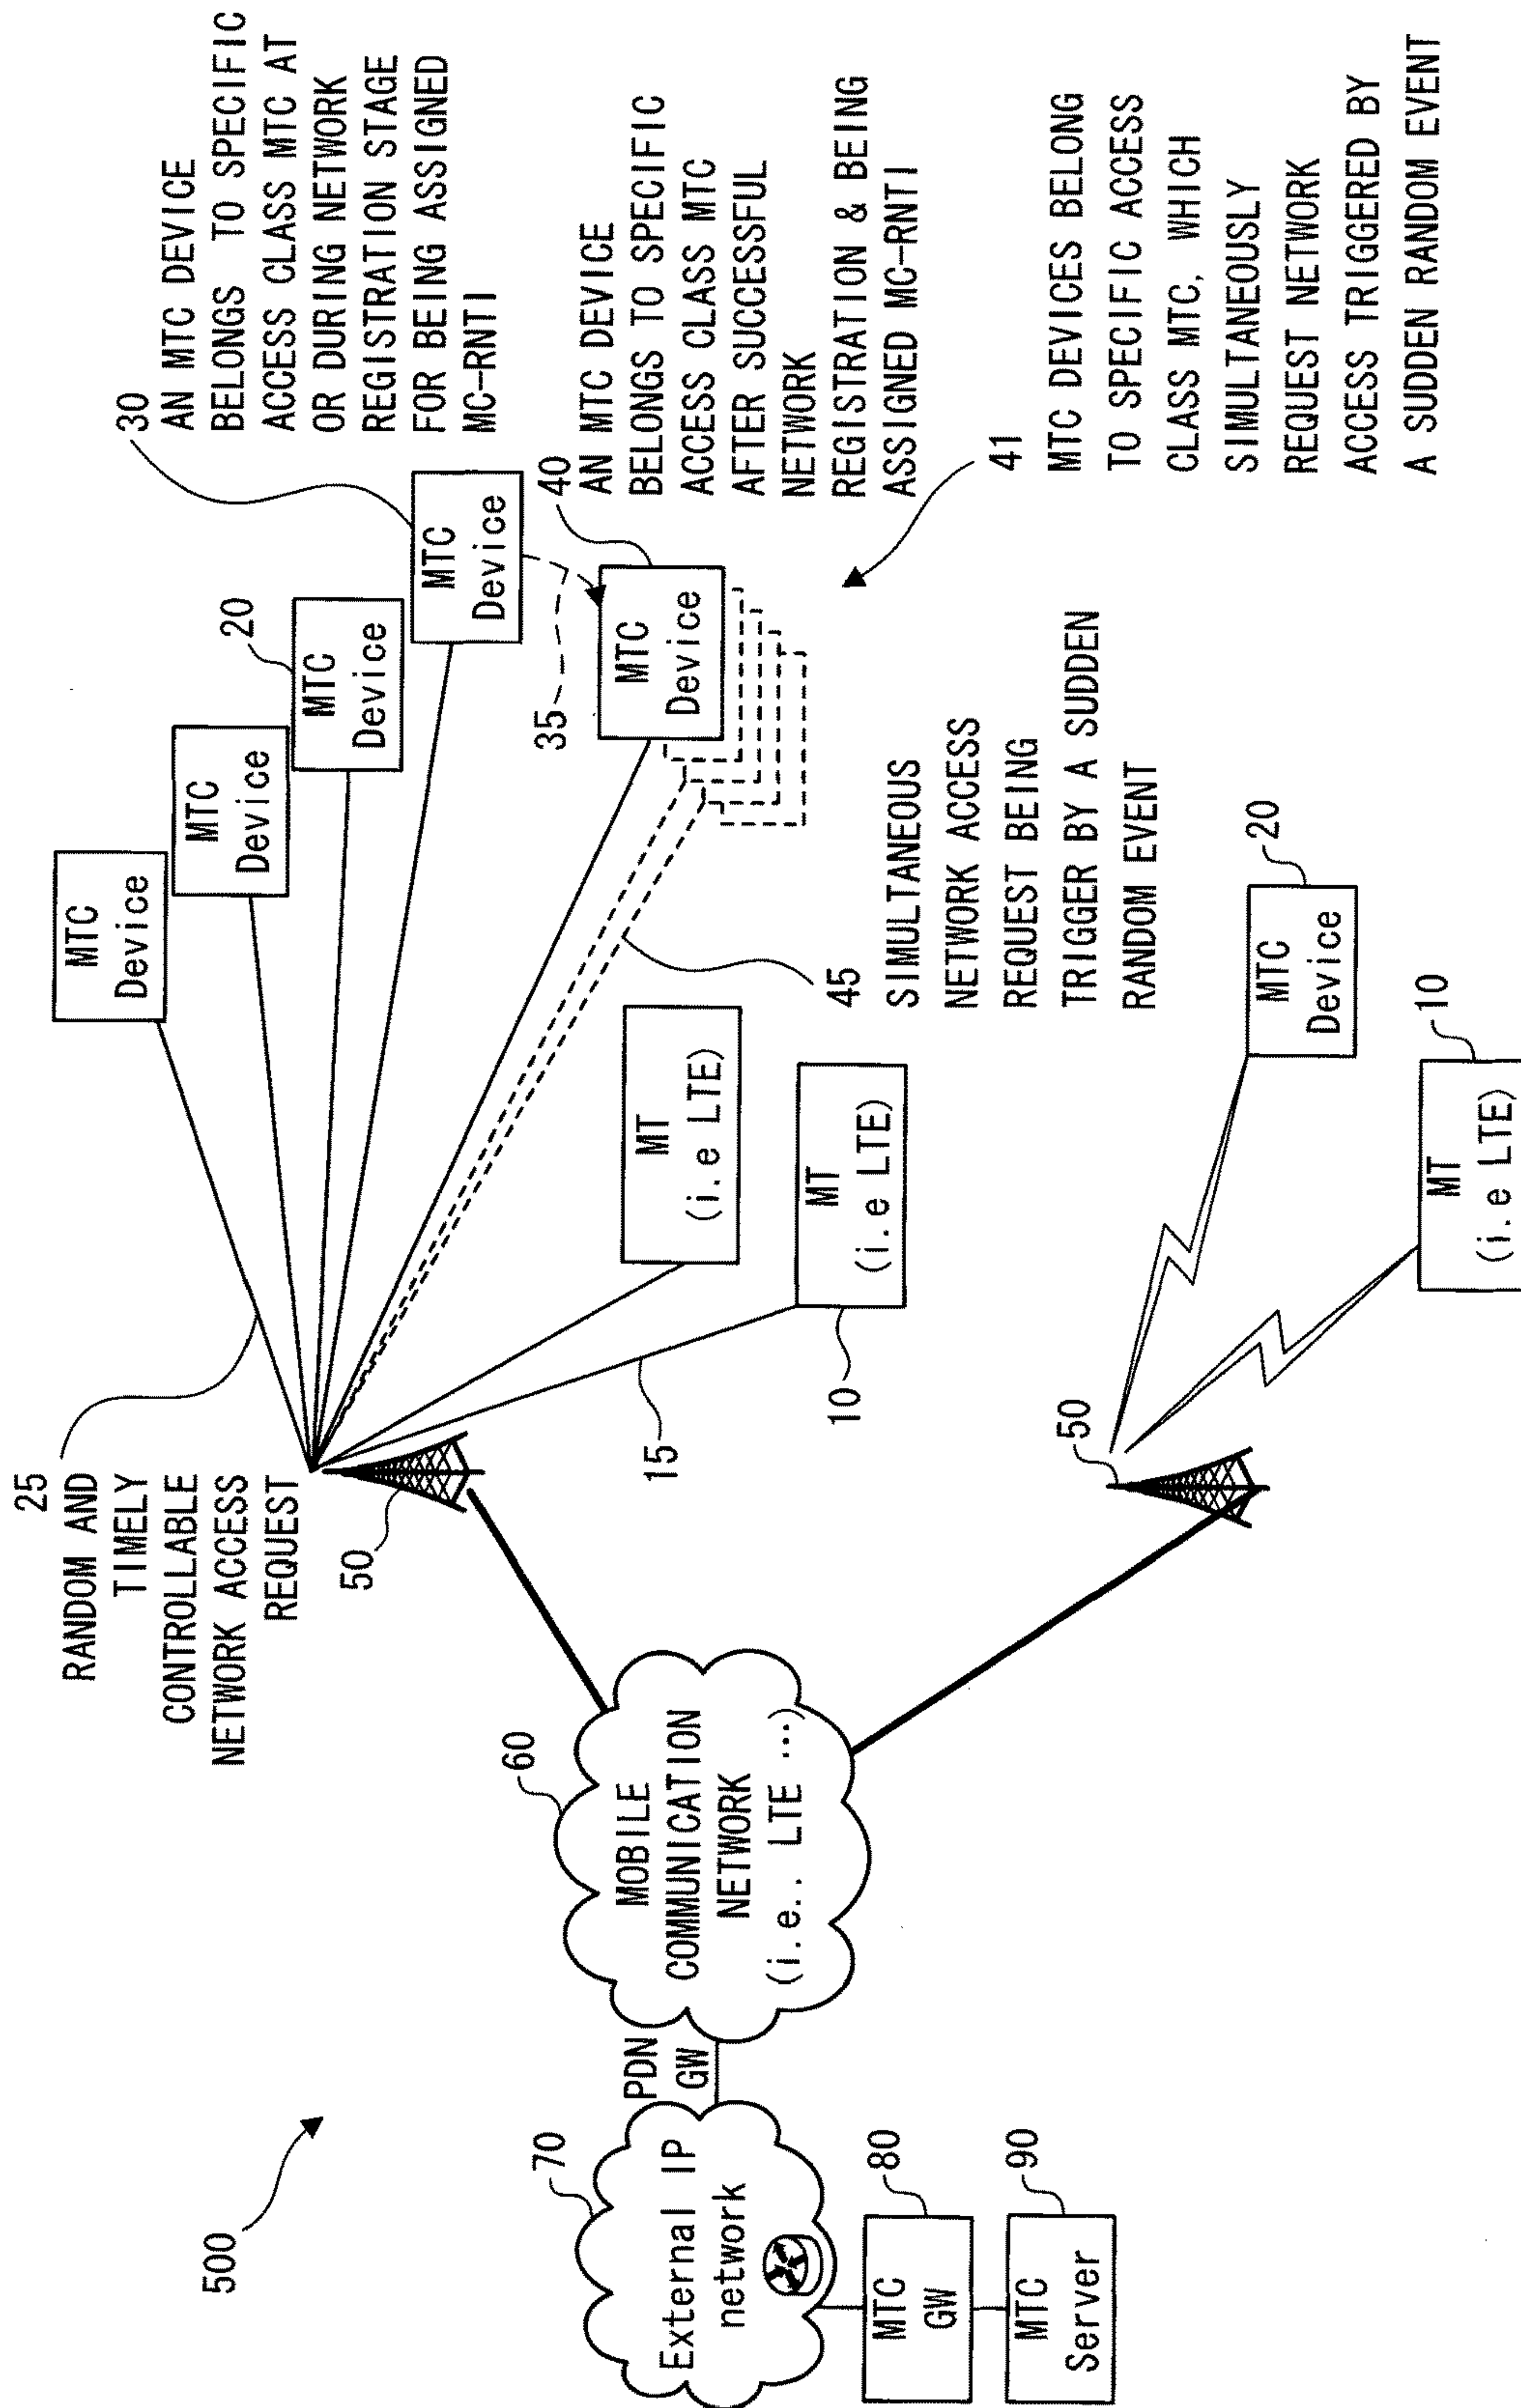 500
25
RANDOM AND
TIMELY
CONTROLLABLE
NETWORK ACCESS
REQUEST
50
MTC
Device
MTC
Device
20
MTC
Device
MTC
Device
30
AN MTC DEVICE
BELONGS TO SPECIFIC
ACCESS CLASS MTC AT
OR DURING NETWORK
REGISTRATION STAGE
FOR BEING ASSIGNED
MC-RNTI
35
MTC
Device
40
AN MTC DEVICE
BELONGS TO SPECIFIC
ACCESS CLASS MTC
AFTER SUCCESSFUL
NETWORK
REGISTRATION & BEING
ASSIGNED MC-RNTI
41
MTC DEVICES BELONG
TO SPECIFIC ACCESS
CLASS MTC, WHICH
SIMULTANEOUSLY
REQUEST NETWORK
ACCESS TRIGGERED BY
A SUDDEN RANDOM EVENT
45
SIMULTANEOUS
NETWORK ACCESS
REQUEST BEING
TRIGGER BY A SUDDEN
RANDOM EVENT
MT
(i.e LTE)
15
MT
(i.e LTE)
10
70
External IP
network
PDN
GW
60
MOBILE
COMMUNICATION
NETWORK
(i.e.. LTE ...)
80
MTC
GW
90
MTC
Server
50
20
MTC
Device
10
MT
(i.e LTE)